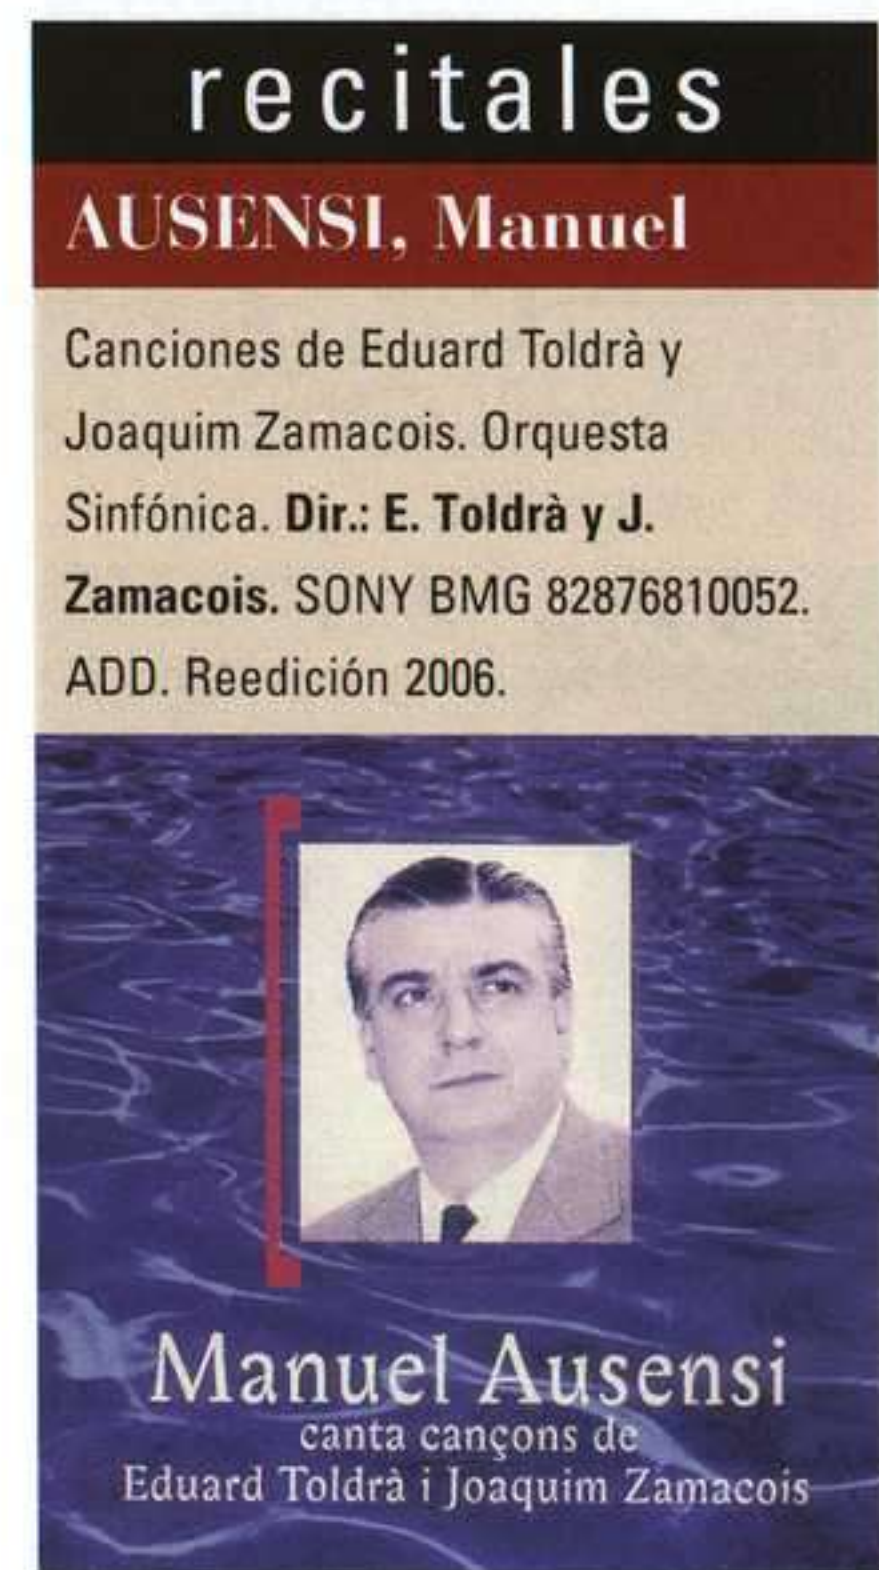 recitales
AUSENSI, Manuel
Canciones de Eduard Toldrà y
Joaquim Zamacois. Orquesta
Sinfónica. Dir.: E. Toldrà y J.
Zamacois. SONY BMG 82876810052.
ADD. Reedición 2006.
Manuel Ausensi
canta cançons de
Eduard Toldrà i Joaquim Zamacois